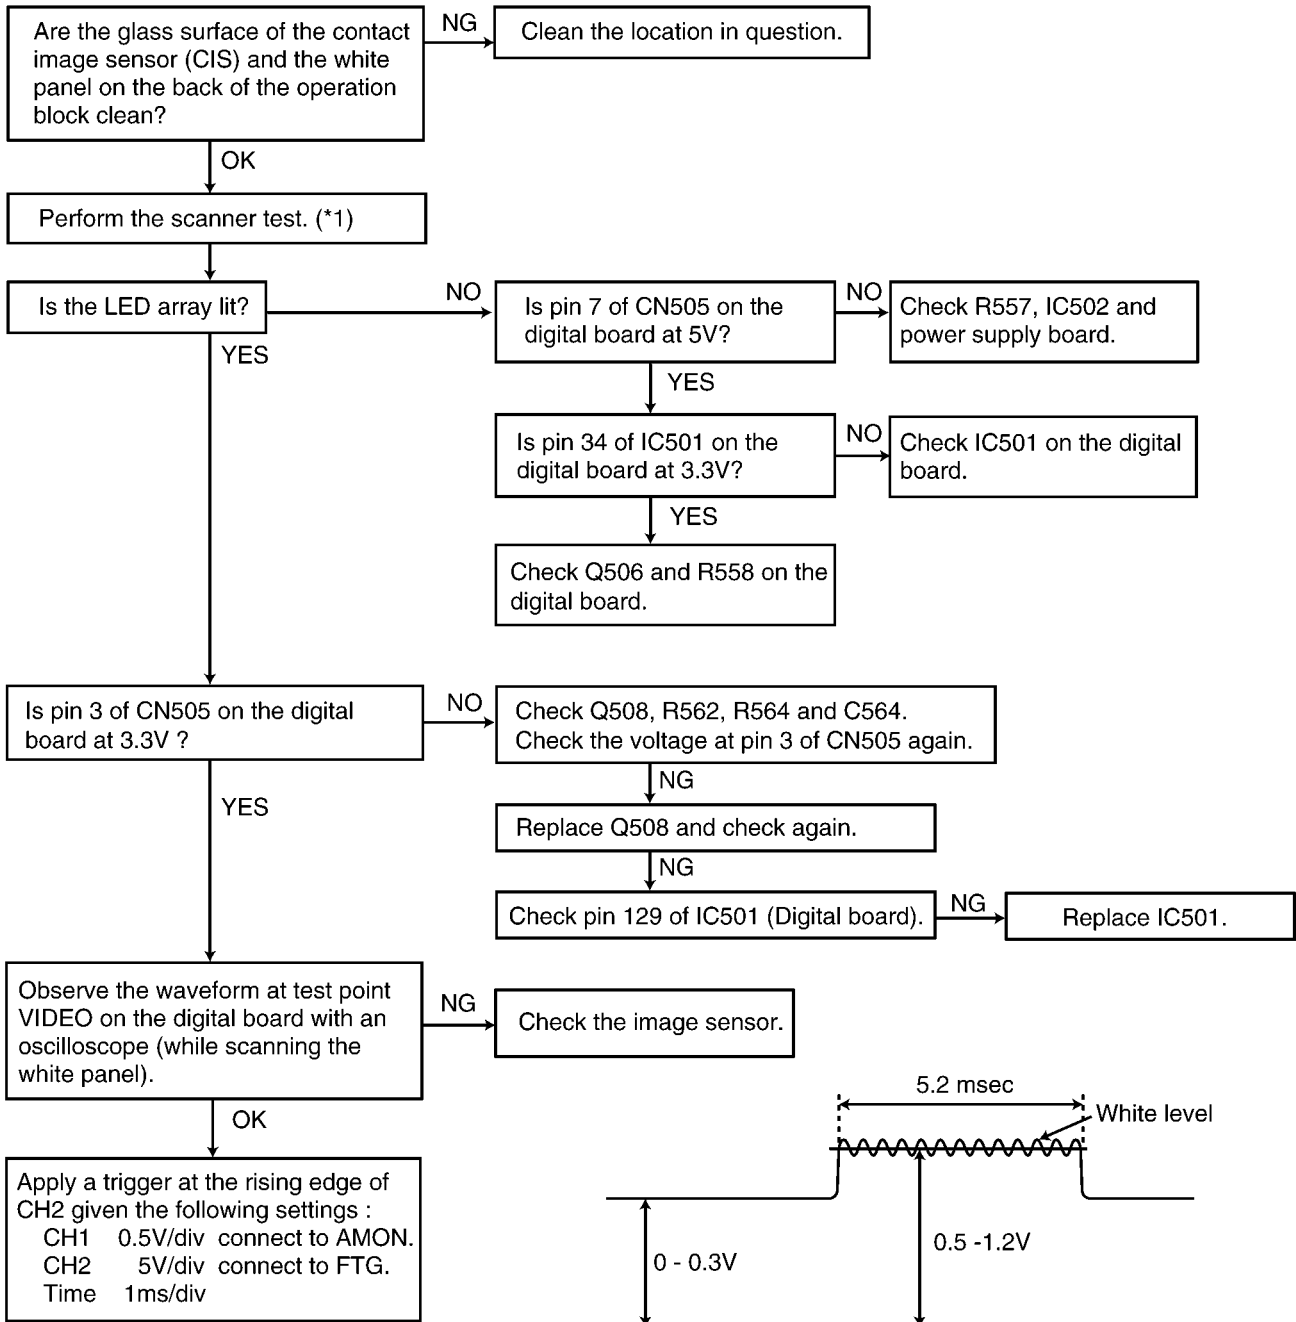 Are the glass surface of the contact
image sensor (CIS) and the white
panel on the back of the operation
block clean?
NG
Clean the location in question.
OK
Perform the scanner test. (*1)
Is the LED array lit?
NO
Is pin 7 of CN505 on the
digital board at 5V?
NO
Check R557, IC502 and
power supply board.
YES
YES
Is pin 34 of IC501 on the
digital board at 3.3V?
NO
Check IC501 on the digital
board.
YES
Check Q506 and R558 on the
digital board.
Is pin 3 of CN505 on the digital
board at 3.3V ?
NO
Check Q508, R562, R564 and C564.
Check the voltage at pin 3 of CN505 again.
NG
YES
Replace Q508 and check again.
NG
Check pin 129 of IC501 (Digital board).
NG
Replace IC501.
Observe the waveform at test point
VIDEO on the digital board with an
oscilloscope (while scanning the
white panel).
NG
Check the image sensor.
OK
Apply a trigger at the rising edge of
CH2 given the following settings :
CH1 0.5V/div connect to AMON.
CH2 5V/div connect to FTG.
Time 1ms/div
5.2 msec
White level
0 - 0.3V
0.5 -1.2V